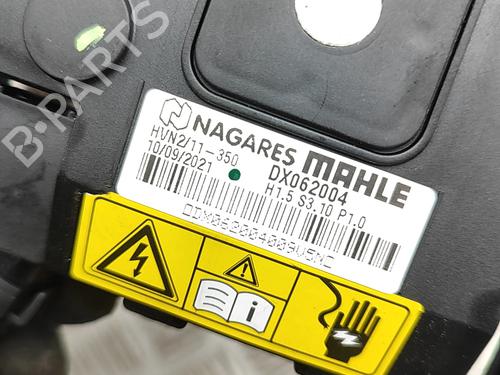 NAGARES MAHLE
HVN2/11-350 DX062004
10/09/2021 H1.5 S3.10 P1.0
B-PARTS